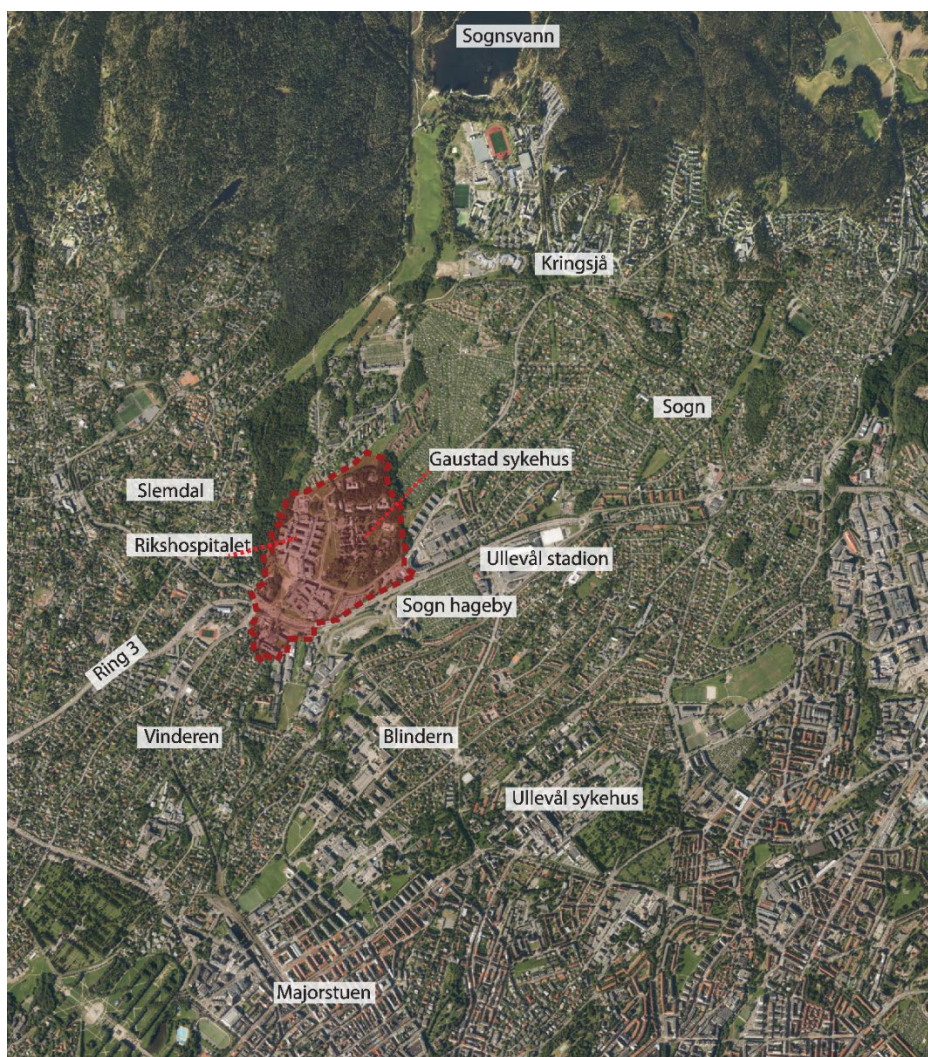 Sognsvann
Kringsjå
Sogn
Gaustad sykehus
Slemdal
Rikshospitalet
Ullevål stadion
Sogn hageby
Ring 3
Vinderen
Blindern
Ullevål sykehus
Majorstuen